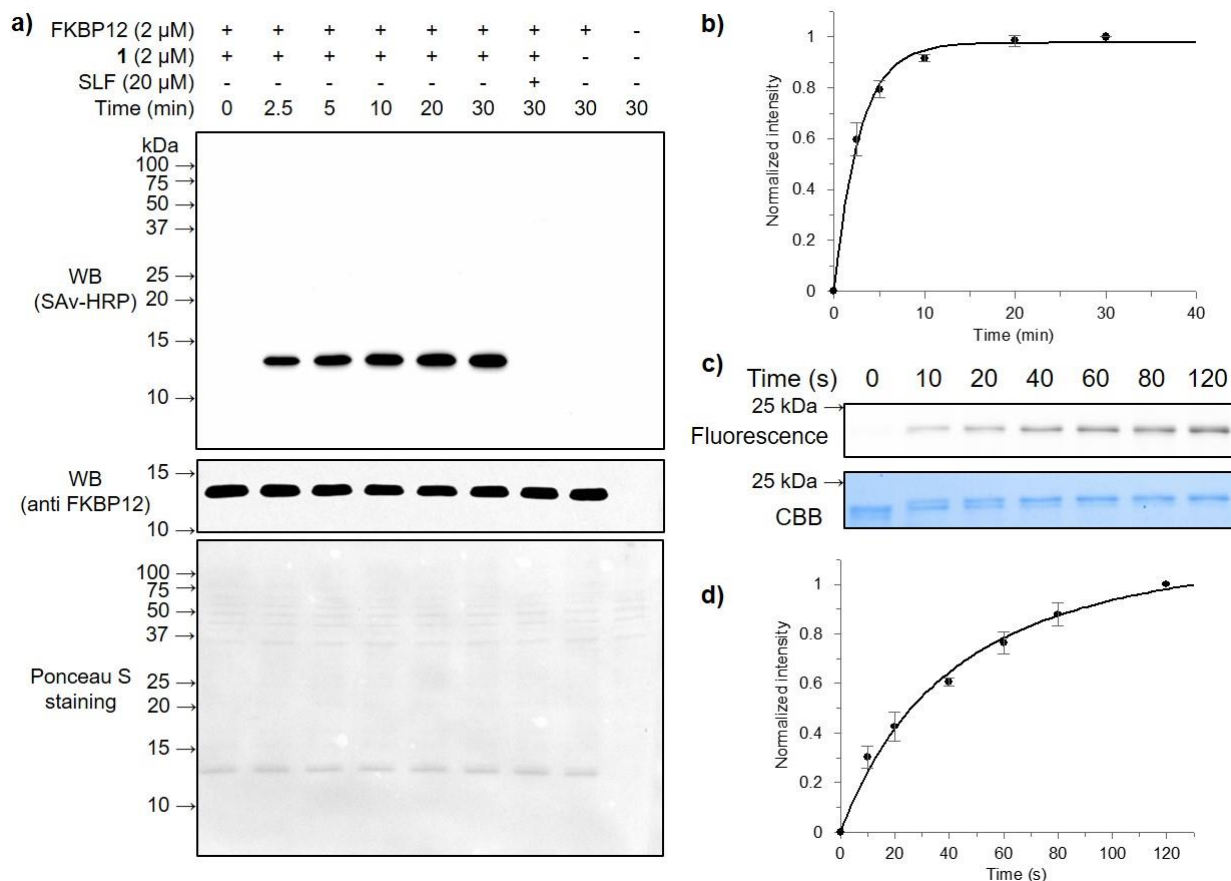 a)
FKBP12 (2 μM) + + + + + + + + -
1 (2 μM) + + + + + + + - -
SLF (20 μM) - - - - - - + - -
Time (min) 0 2.5 5 10 20 30 30 30 30
kDa
100 →
75 →
50 →
37 →
25 →
20 →
15 →
10 →
WB
(SAv-HRP)
15 →
WB
(anti FKBP12)
10 →
100 →
75 →
50 →
37 →
25 →
20 →
15 →
10 →
Ponceau S
staining
b)
Normalized intensity
1
0.8
0.6
0.4
0.2
0
0 10 20 30 40
Time (min)
c)
Time (s) 0 10 20 40 60 80 120
25 kDa →
Fluorescence
25 kDa →
CBB
d)
Normalized intensity
1
0.8
0.6
0.4
0.2
0
0 20 40 60 80 100 120
Time (s)